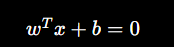 $w^T x + b = 0$